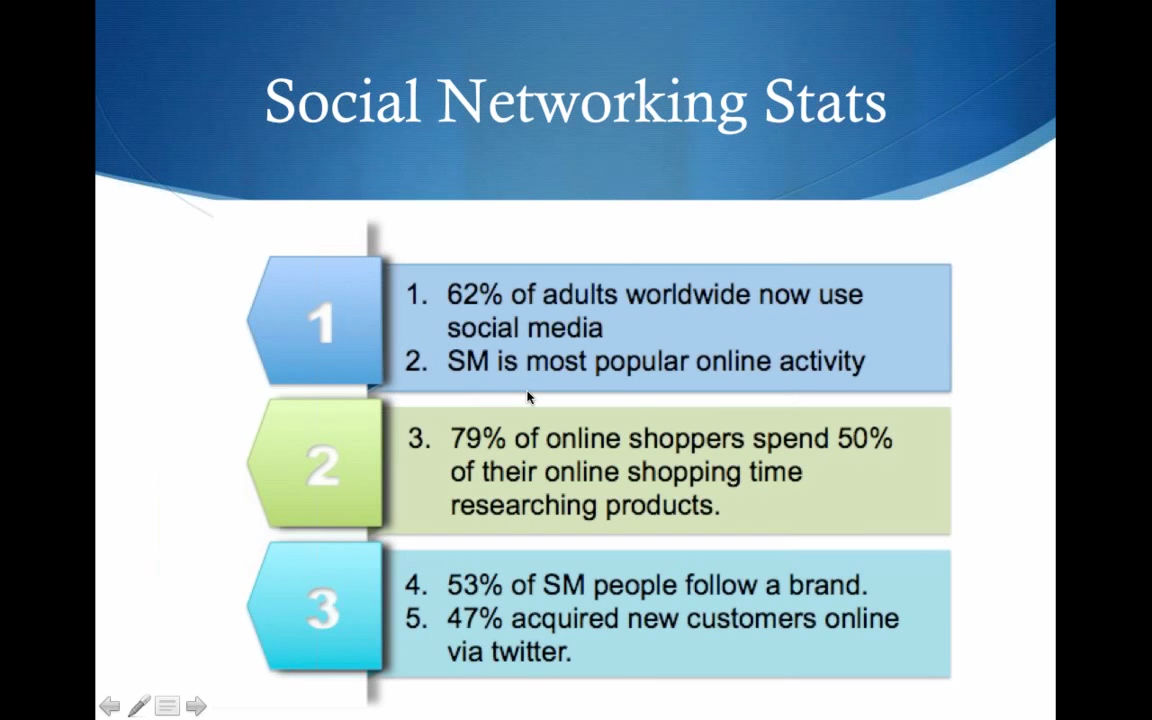 Social Networking Stats
1
1. 62% of adults worldwide now use
social media
2. SM is most popular online activity
2
3. 79% of online shoppers spend 50%
of their online shopping time
researching products.
3
4. 53% of SM people follow a brand.
5. 47% acquired new customers online
via twitter.